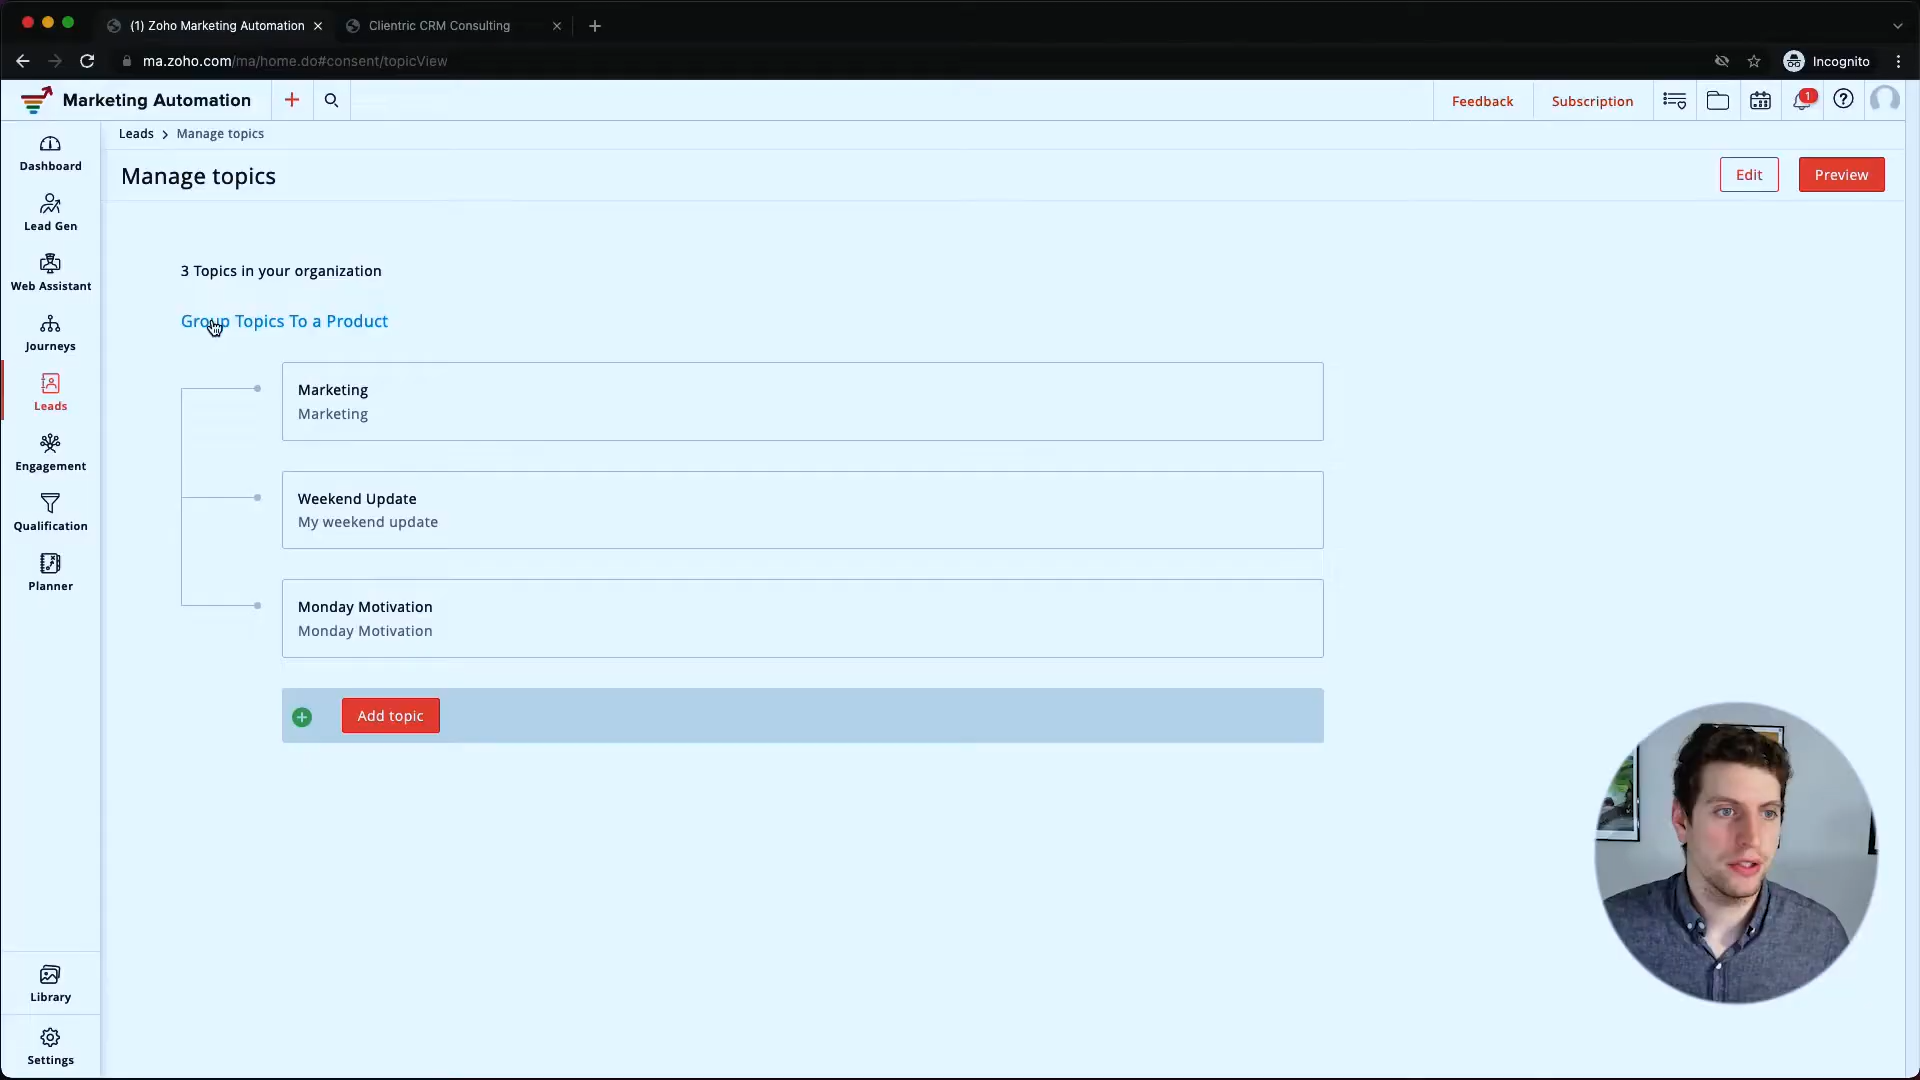 (1) Zoho Marketing Automation
Clientric CRM Consulting
ma.zoho.com/ma/home.do#consent/topicView
Incognito
Marketing Automation
Feedback
Subscription
1
Leads > Manage topics
Manage topics
Edit
Preview
Dashboard
Lead Gen
Web Assistant
Journeys
Leads
Engagement
Qualification
Planner
Library
Settings
3 Topics in your organization
Group Topics To a Product
Marketing
Marketing
Weekend Update
My weekend update
Monday Motivation
Monday Motivation
Add topic